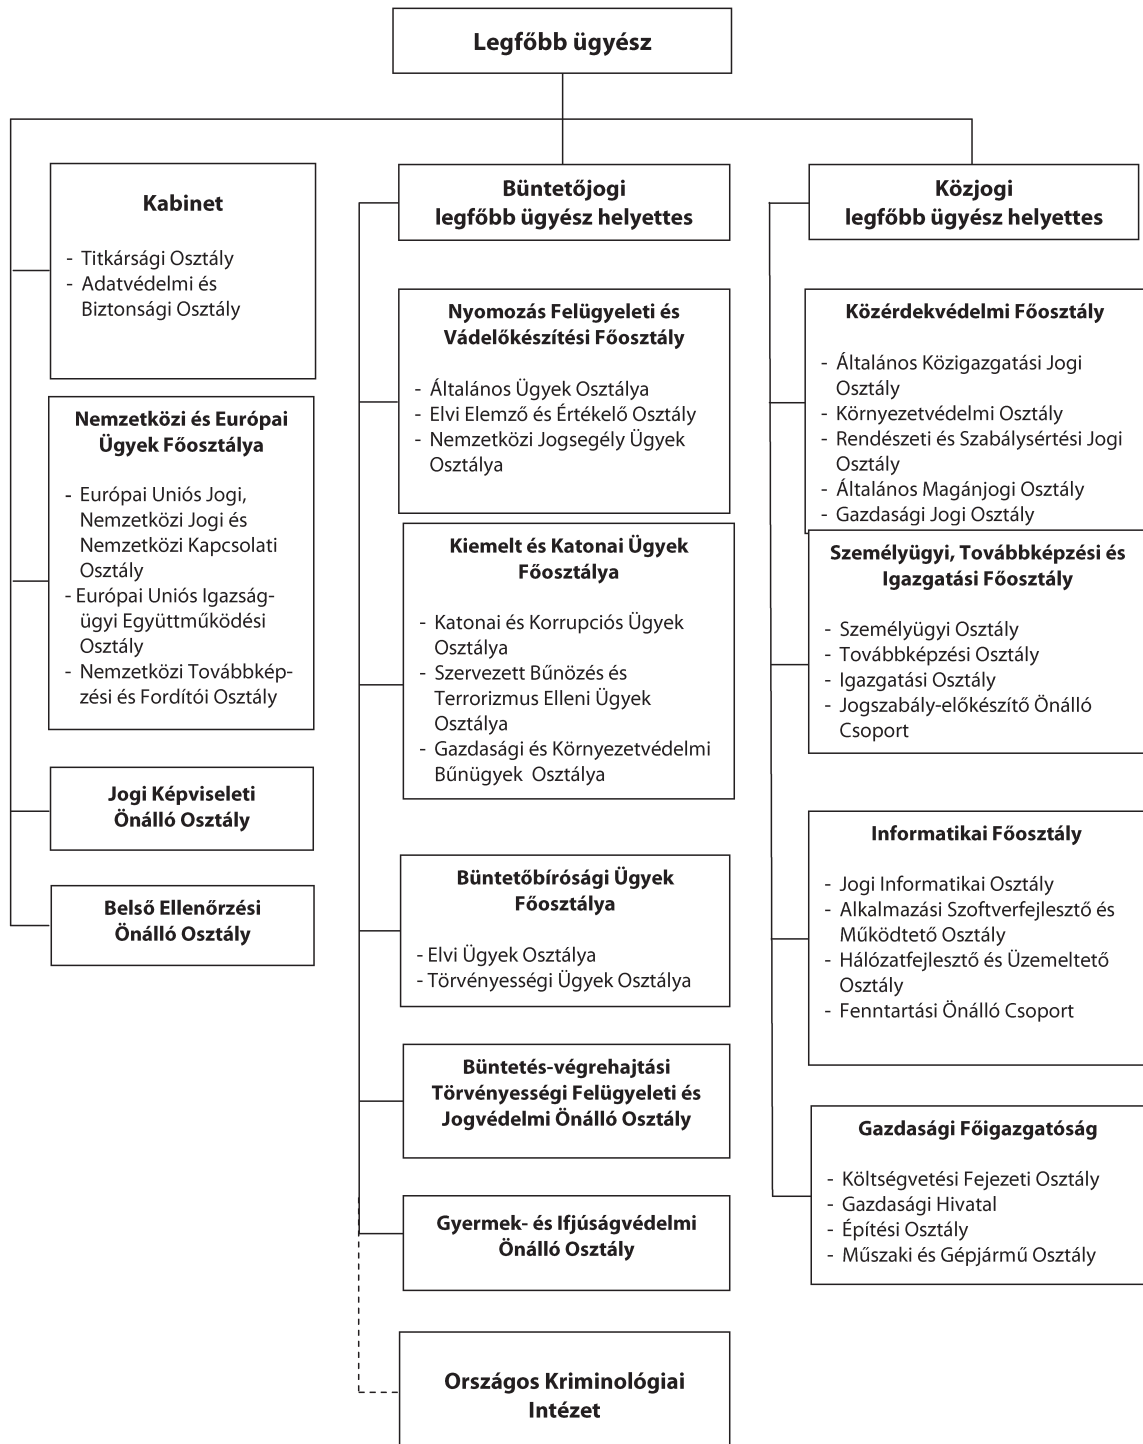 Legfőbb ügyész
Kabinet
- Titkársági Osztály
- Adatvédelmi és
Biztonsági Osztály
Nemzetközi és Európai
Ügyek Főosztálya
- Európai Uniós Jogi,
Nemzetközi Jogi és
Nemzetközi Kapcsolati
Osztály
- Európai Uniós Igazság-
ügyi Együttműködési
Osztály
- Nemzetközi Továbbkép-
zési és Fordítói Osztály
Jogi Képviseleti
Önálló Osztály
Belső Ellenőrzési
Önálló Osztály
Büntetőjogi
legfőbb ügyész helyettes
Nyomozás Felügyeleti és
Vádelőkészítési Főosztály
- Általános Ügyek Osztálya
- Elvi Elemző és Értékelő Osztály
- Nemzetközi Jogsegély Ügyek
Osztálya
Kiemelt és Katonai Ügyek
Főosztálya
- Katonai és Korrupciós Ügyek
Osztálya
- Szervezett Bűnözés és
Terrorizmus Elleni Ügyek
Osztálya
- Gazdasági és Környezetvédelmi
Bűnügyek Osztálya
Büntetőbírósági Ügyek
Főosztálya
- Elvi Ügyek Osztálya
- Törvényességi Ügyek Osztálya
Büntetés-végrehajtási
Törvényességi Felügyeleti és
Jogvédelmi Önálló Osztály
Gyermek- és Ifjúságvédelmi
Önálló Osztály
Országos Kriminológiai
Intézet
Közjogi
legfőbb ügyész helyettes
Közérdekvédelmi Főosztály
- Általános Közigazgatási Jogi
Osztály
- Környezetvédelmi Osztály
- Rendészeti és Szabálysértési Jogi
Osztály
- Általános Magánjogi Osztály
- Gazdasági Jogi Osztály
Személyügyi, Továbbképzési és
Igazgatási Főosztály
- Személyügyi Osztály
- Továbbképzési Osztály
- Igazgatási Osztály
- Jogszabály-előkészítő Önálló
Csoport
Informatikai Főosztály
- Jogi Informatikai Osztály
- Alkalmazási Szoftverfejlesztő és
Működtető Osztály
- Hálózatfejlesztő és Üzemeltető
Osztály
- Fenntartási Önálló Csoport
Gazdasági Főigazgatóság
- Költségvetési Fejezeti Osztály
- Gazdasági Hivatal
- Építési Osztály
- Műszaki és Gépjármű Osztály